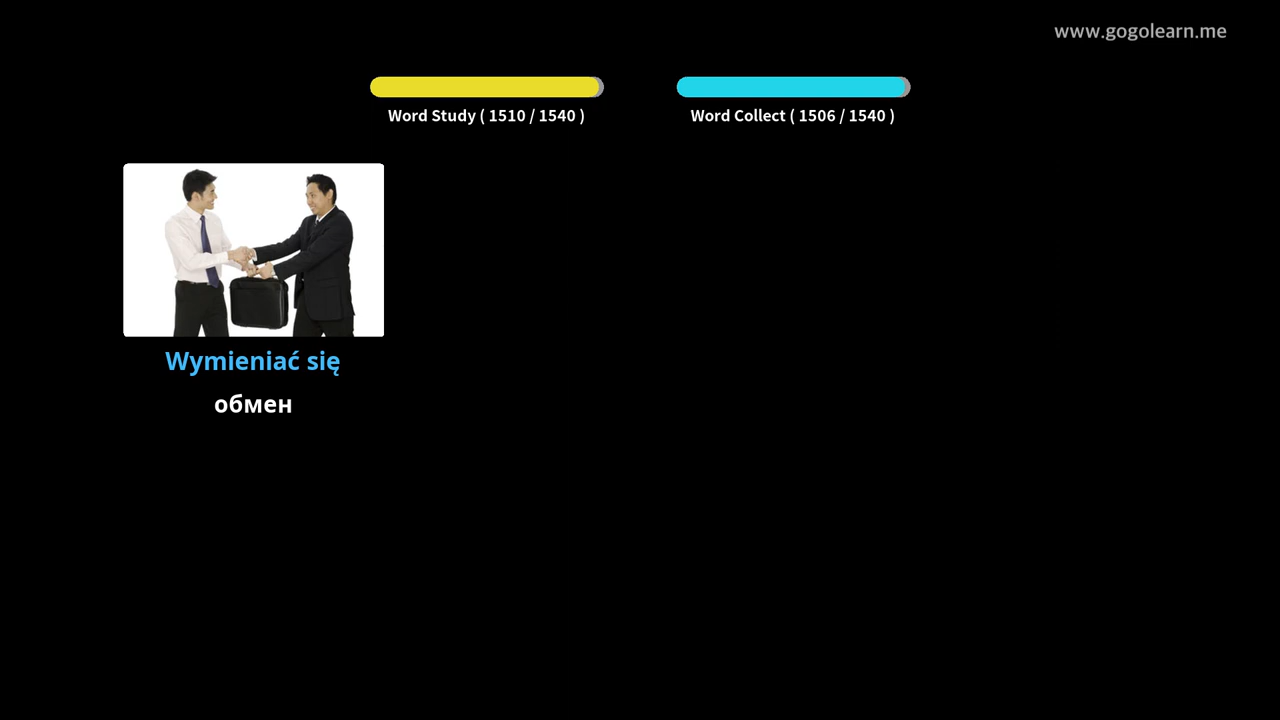 www.gogolearn.me
Word Study ( 1510 / 1540 )
Word Collect ( 1506 / 1540 )
Wymieniać się
обмен